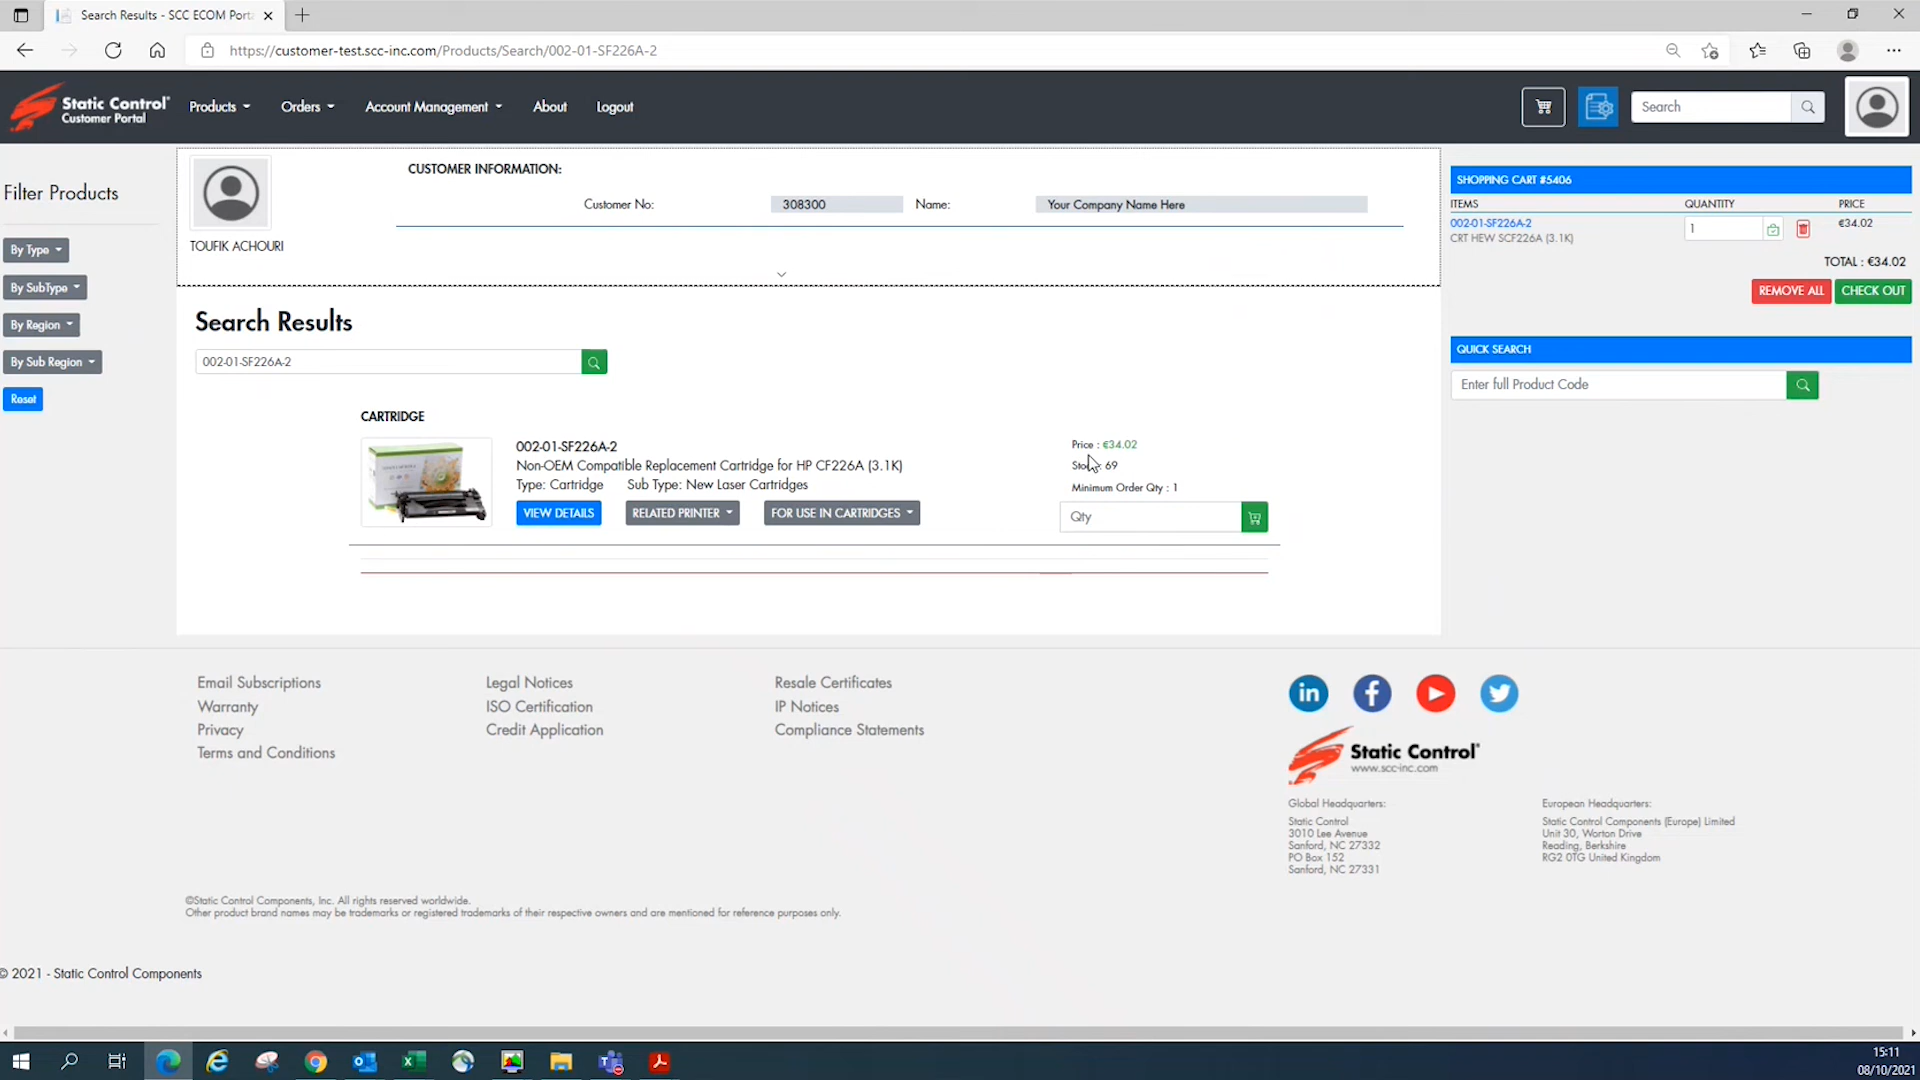 Search Results - SCC ECOM Porta
https://customer-test.scc-inc.com/Products/Search/002-01-SF226A-2
Static Control
Customer Portal
Products
Orders
Account Management
About
Logout
Search
Filter Products
By Type
By SubType
By Region
By Sub Region
Reset
TOUFIK ACHOURI
CUSTOMER INFORMATION:
Customer No: 308300 Name: Your Company Name Here
Search Results
002-01-SF226A-2
CARTRIDGE
002-01-SF226A-2
Non-OEM Compatible Replacement Cartridge for HP CF226A (3.1K)
Type: Cartridge Sub Type: New Laser Cartridges
VIEW DETAILS
RELATED PRINTER
FOR USE IN CARTRIDGES
Price : €34.02
69
Minimum Order Qty : 1
Qty
SHOPPING CART #5406
ITEMS QUANTITY PRICE
002-01-SF226A-2 1 €34.02
CRT HEW SCF226A (3.1K)
TOTAL : €34.02
REMOVE ALL
CHECK OUT
QUICK SEARCH
Enter full Product Code
Email Subscriptions
Warranty
Privacy
Terms and Conditions
Legal Notices
ISO Certification
Credit Application
Resale Certificates
IP Notices
Compliance Statements
in
f
Static Control
www.scc-inc.com
Global Headquarters:
Static Control
3010 Lee Avenue
Sanford, NC 27332
PO Box 152
Sanford, NC 27331
European Headquarters:
Static Control Components (Europe) Limited
Unit 30, Worton Drive
Reading, Berkshire
RG2 0TG United Kingdom
©Static Control Components, Inc. All rights reserved worldwide.
Other product brand names may be trademarks or registered trademarks of their respective owners and are mentioned for reference purposes only.
© 2021 - Static Control Components
15:11
08/10/2021